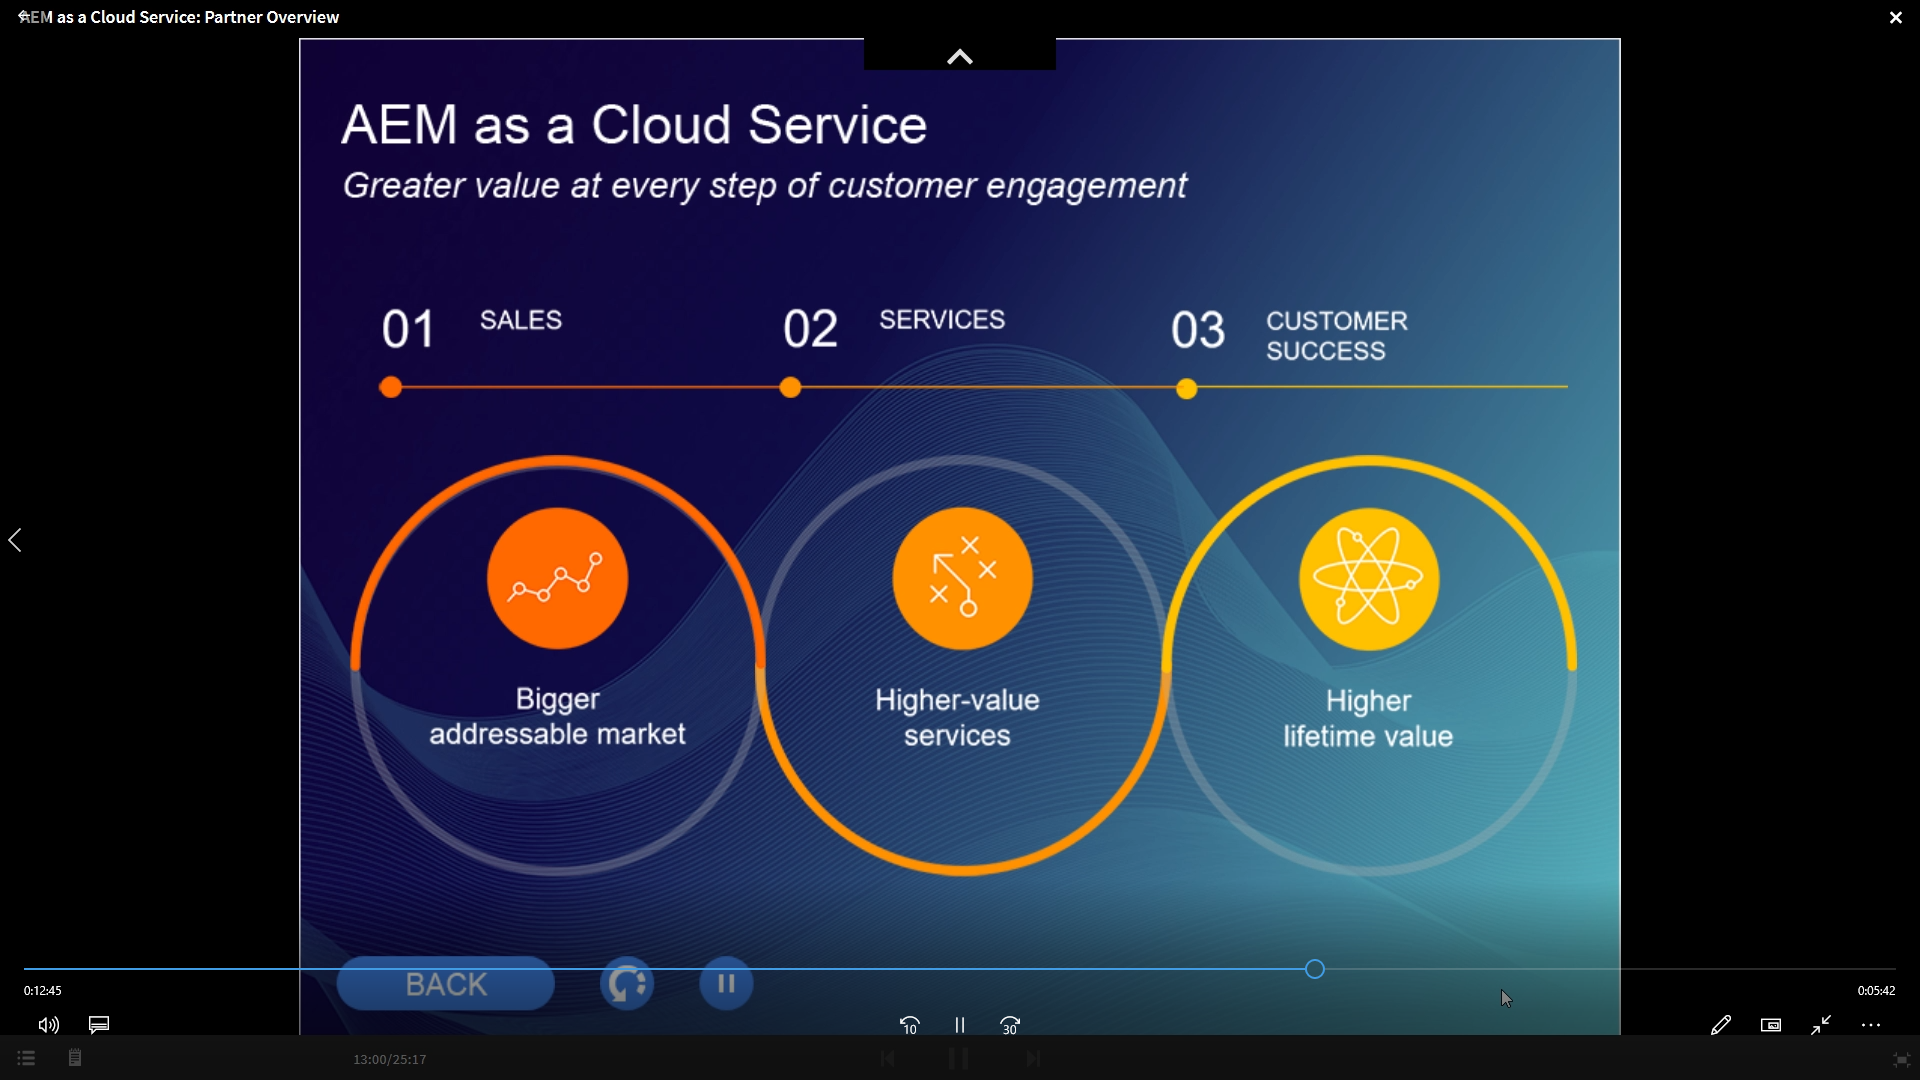 AEM as a Cloud Service: Partner Overview
AEM as a Cloud Service
Greater value at every step of customer engagement
01 SALES
02 SERVICES
03 CUSTOMER
SUCCESS
Bigger
addressable market
Higher-value
services
Higher
lifetime value
BACK
0:12:45
0:05:42
10
30
13:00/25:17